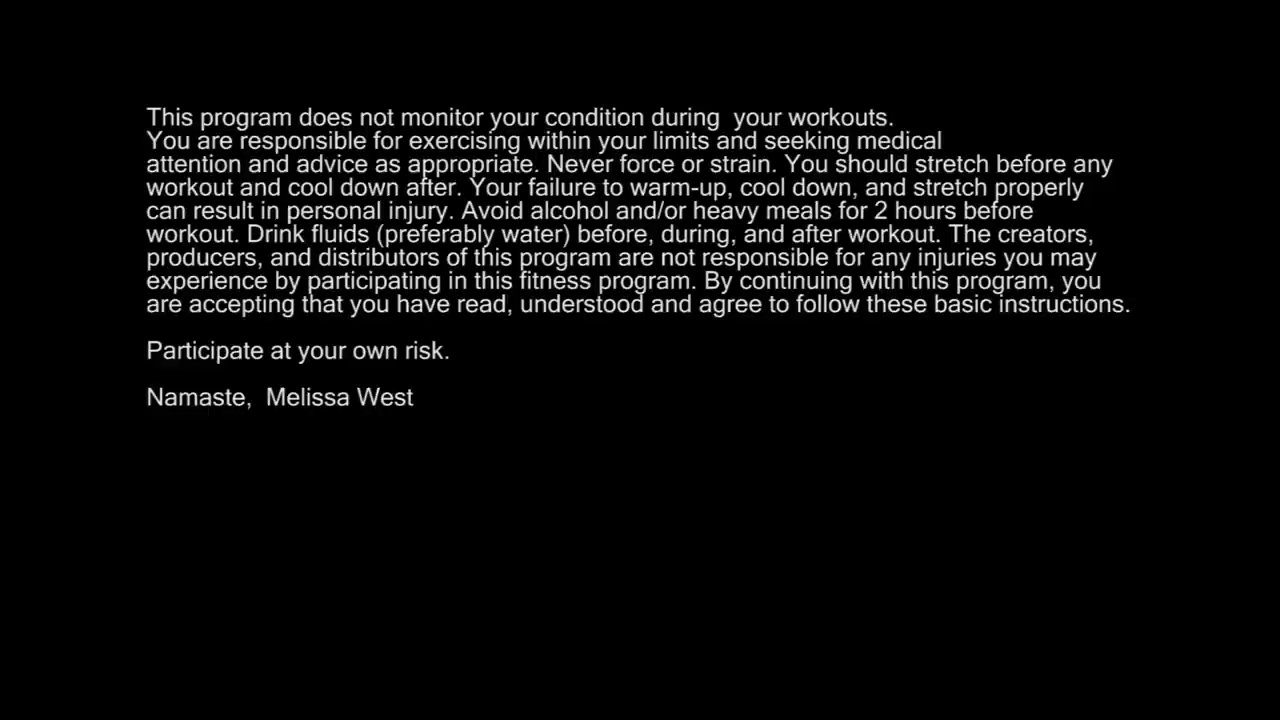 This program does not monitor your condition during  your workouts.
You are responsible for exercising within your limits and seeking medical
attention and advice as appropriate. Never force or strain. You should stretch before any
workout and cool down after. Your failure to warm-up, cool down, and stretch properly
can result in personal injury. Avoid alcohol and/or heavy meals for 2 hours before
workout. Drink fluids (preferably water) before, during, and after workout. The creators,
producers, and distributors of this program are not responsible for any injuries you may
experience by participating in this fitness program. By continuing with this program, you
are accepting that you have read, understood and agree to follow these basic instructions.
Participate at your own risk.
Namaste,  Melissa West